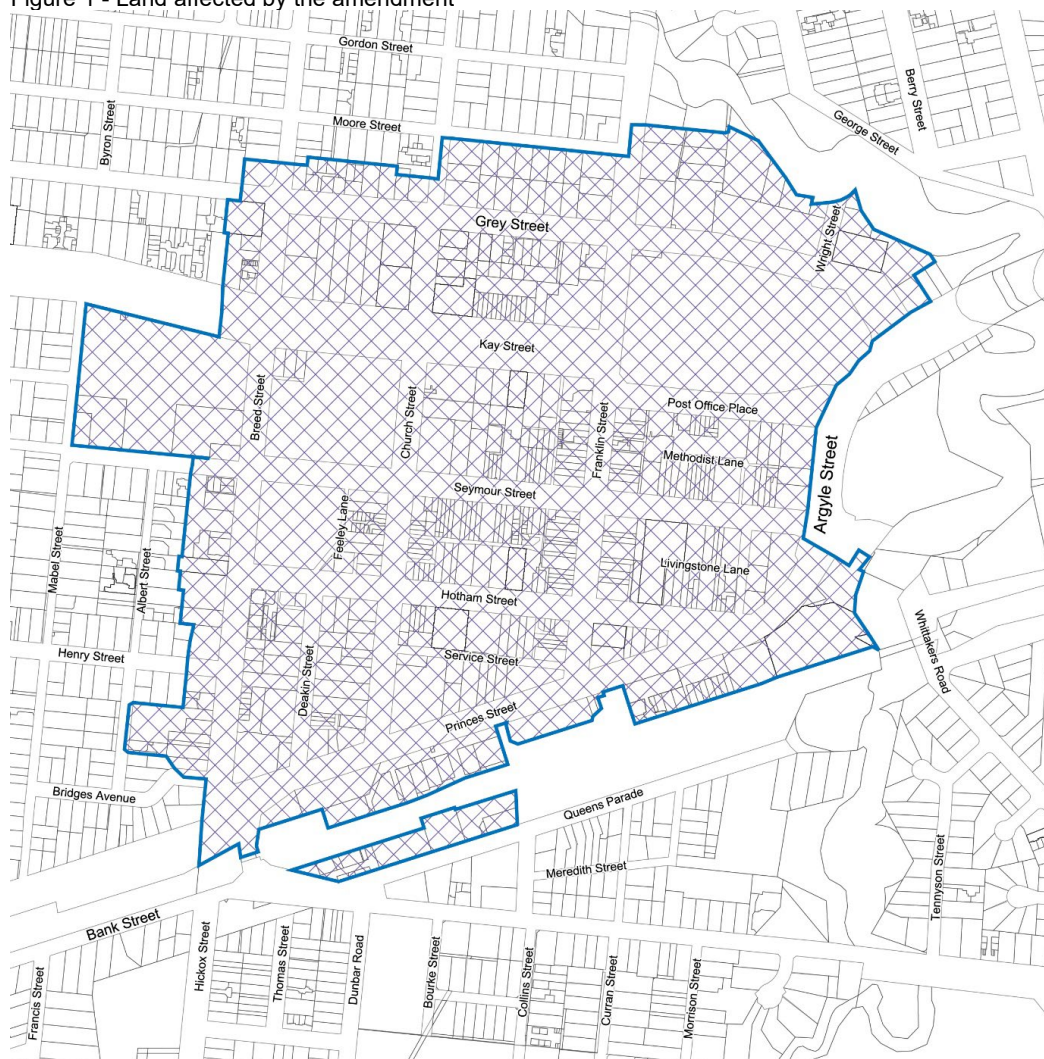 Figure 1 - Land affected by the amendment
Gordon Street
Berry Street
George Street
Moore Street
Byron Street
Grey Street
Wright Street
Kay Street
Breed Street
Church Street
Post Office Place
Franklin Street
Methodist Lane
Argyle Street
Seymour Street
Feeley Lane
Livingstone Lane
Mabel Street
Albert Street
Hotham Street
Whittakers Road
Henry Street
Service Street
Deakin Street
Princes Street
Bridges Avenue
Queens Parade
Meredith Street
Tennyson Street
Bank Street
Hickox Street
Thomas Street
Dunbar Road
Bourke Street
Collins Street
Curran Street
Morrison Street
Francis Street